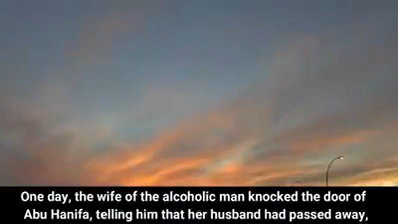 One day, the wife of the alcoholic man knocked the door of
Abu Hanifa, telling him that her husband had passed away,